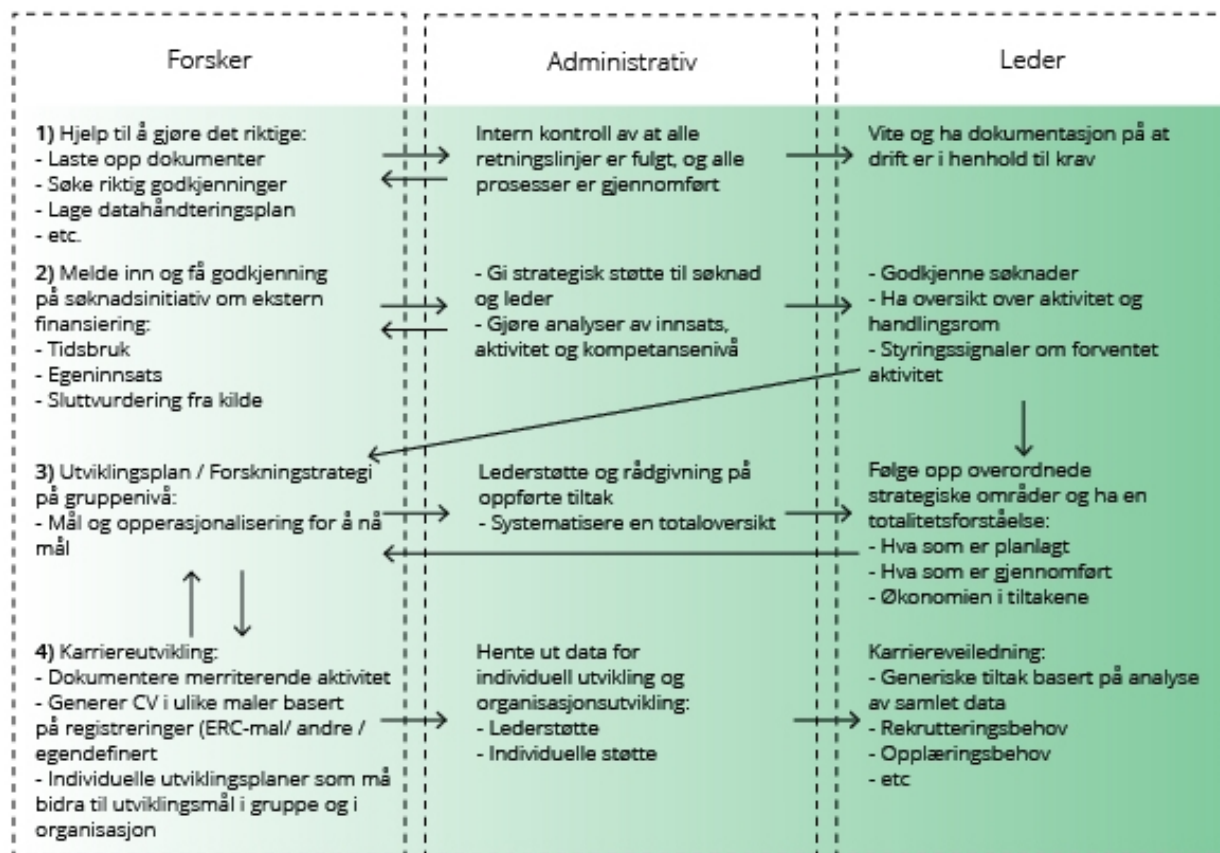 Forsker
Administrativ
Leder
1) Hjelp til å gjøre det riktige:
- Laste opp dokumenter
- Søke riktig godkjenninger
- Lage datahåndteringsplan
- etc.
Intern kontroll av at alle
retningslinjer er fulgt, og alle
prosesser er gjennomført
Vite og ha dokumentasjon på at
drift er i henhold til krav
2) Melde inn og få godkjenning
på søknadsinitiativ om ekstern
finansiering:
- Tidsbruk
- Egeninnsats
- Sluttvurdering fra kilde
- Gi strategisk støtte til søknad
og leder
- Gjøre analyser av innsats,
aktivitet og kompetansenivå
- Godkjenne søknader
- Ha oversikt over aktivitet og
handlingsrom
- Styringssignaler om forventet
aktivitet
3) Utviklingsplan / Forskningstrategi
på gruppenivå:
- Mål og opperasjonalisering for å nå
mål
Lederstøtte og rådgivning på
oppførte tiltak
- Systematisere en totaloversikt
Følge opp overordnede
strategiske områder og ha en
totalitetsforståelse:
- Hva som er planlagt
- Hva som er gjennomført
- Økonomien i tiltakene
4) Karriereutvikling:
- Dokumentere merriterende aktivitet
- Generer CV i ulike maler basert
på registreringer (ERC-mal/ andre /
egendefinert
- Individuelle utviklingsplaner som må
bidra til utviklingsmål i gruppe og i
organisasjon
Hente ut data for
individuell utvikling og
organisasjonsutvikling:
- Lederstøtte
- Individuelle støtte
Karriereveiledning:
- Generiske tiltak basert på analyse
av samlet data
- Rekrutteringsbehov
- Opplæringsbehov
- etc